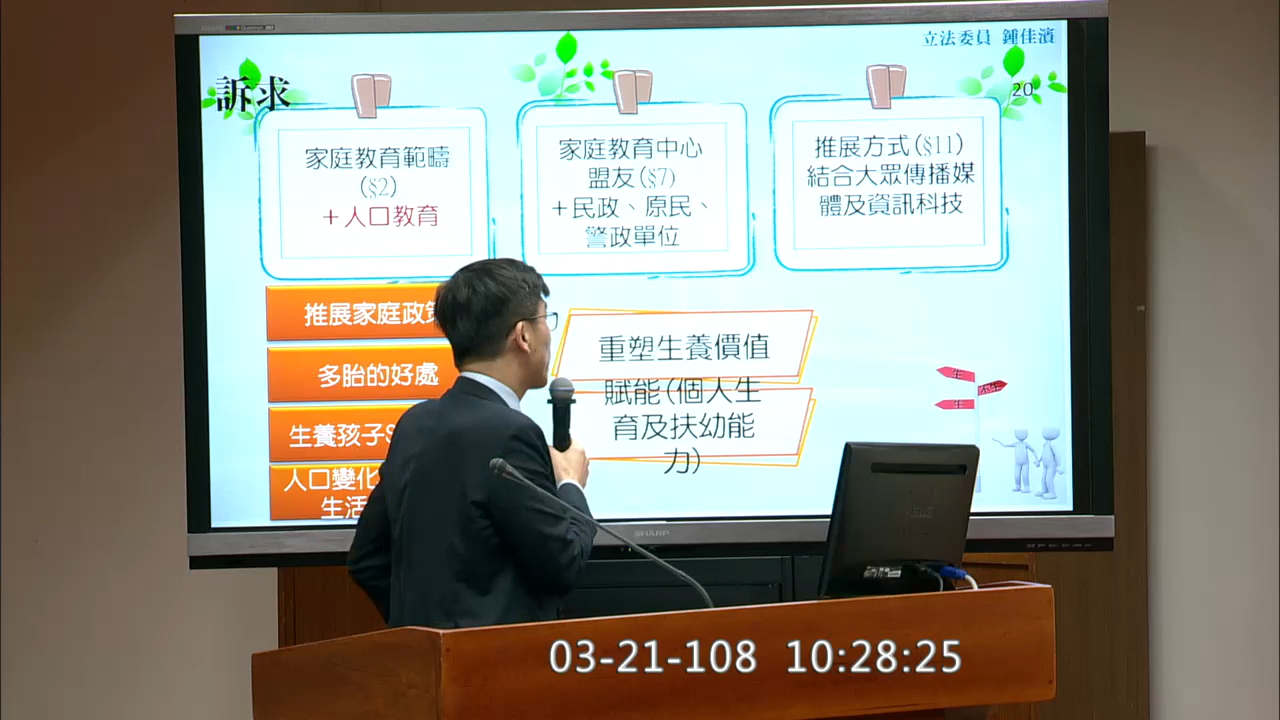 立法委員 鍾佳濱
訴求
20
家庭教育範疇
(§2)
＋人口教育
家庭教育中心
盟友(§7)
＋民政、原民、
警政單位
推展方式(§11)
結合大眾傳播媒
體及資訊科技
推展家庭政策
多胎的好處
生養孩子
人口變化
生活
重塑生養價值
賦能(個人生
育及扶幼能
力)
生
不生
生
SHARP
03-21-108 10:28:25